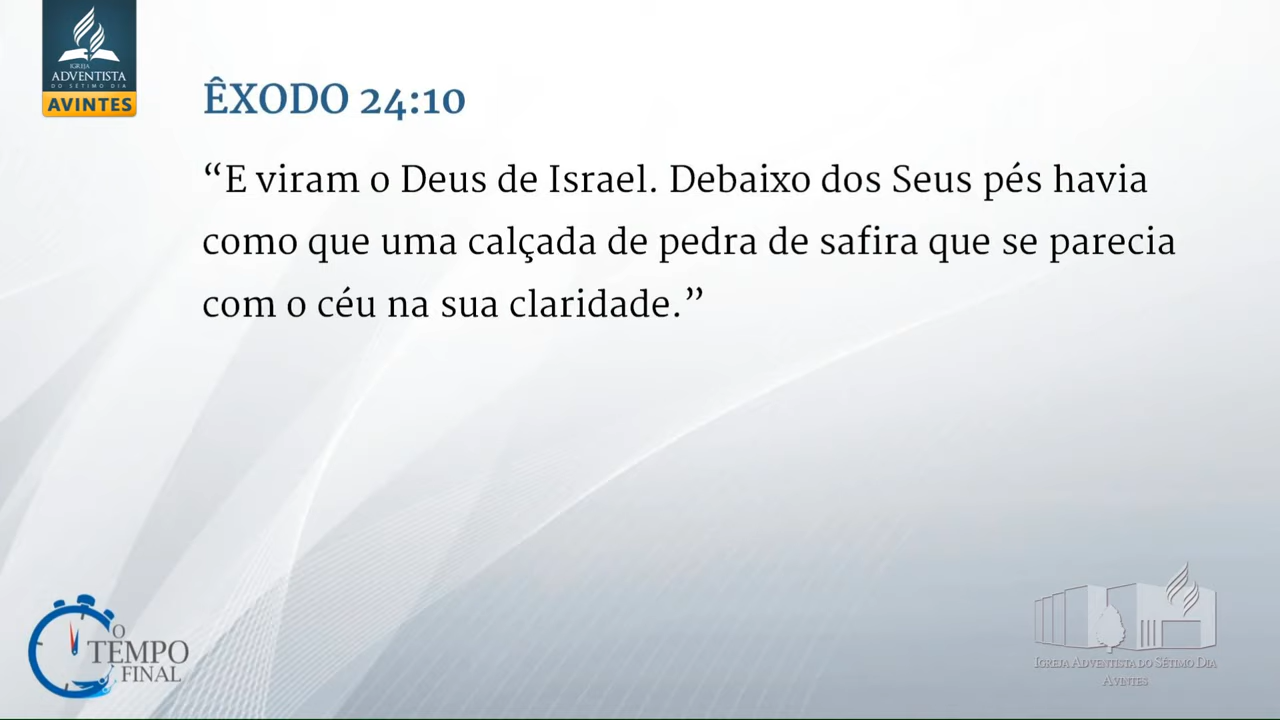 IGREJA
ADVENTISTA
DO SÉTIMO DIA
AVINTES
ÊXODO 24:10
“E viram o Deus de Israel. Debaixo dos Seus pés havia
como que uma calçada de pedra de safira que se parecia
com o céu na sua claridade.”
O
TEMPO
FINAL
IGREJA ADVENTISTA DO SÉTIMO DIA
AVINTES